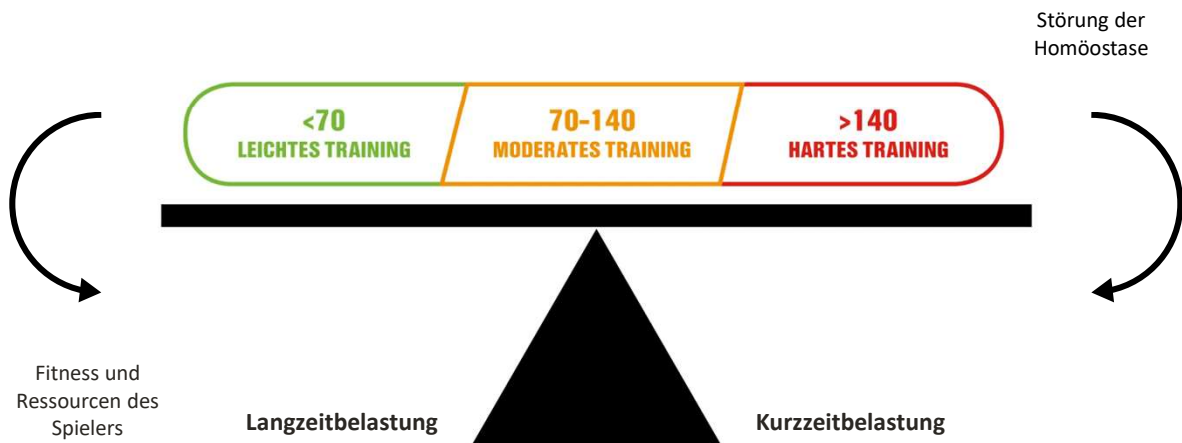 Störung der
Homöostase
<70
LEICHTES TRAINING
70-140
MODERATES TRAINING
>140
HARTES TRAINING
Fitness und
Ressourcen des
Spielers
Langzeitbelastung
Kurzzeitbelastung